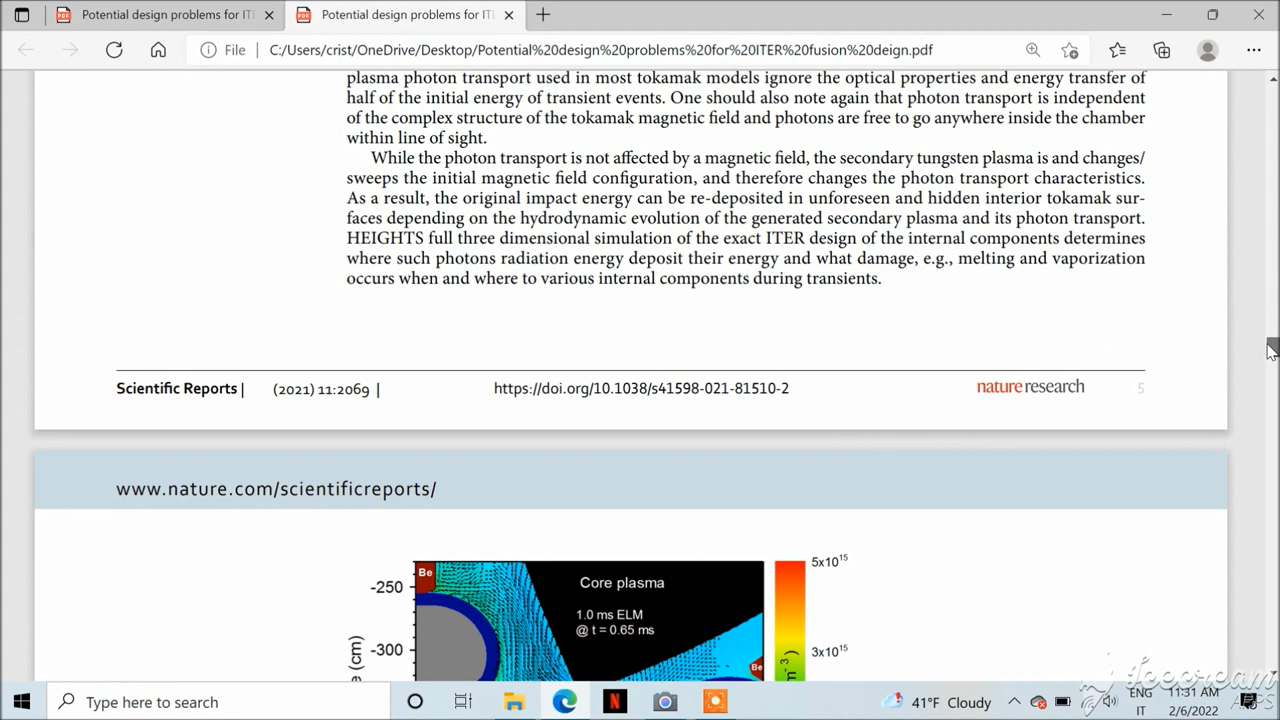 Potential design problems for ITE
Potential design problems for ITE
File
C:/Users/crist/OneDrive/Desktop/Potential%20design%20problems%20for%20ITER%20fusion%20deign.pdf
plasma photon transport used in most tokamak models ignore the optical properties and energy transfer of
half of the initial energy of transient events. One should also note again that photon transport is independent
of the complex structure of the tokamak magnetic field and photons are free to go anywhere inside the chamber
within line of sight.
While the photon transport is not affected by a magnetic field, the secondary tungsten plasma is and changes/
sweeps the initial magnetic field configuration, and therefore changes the photon transport characteristics.
As a result, the original impact energy can be re-deposited in unforeseen and hidden interior tokamak sur-
faces depending on the hydrodynamic evolution of the generated secondary plasma and its photon transport.
HEIGHTS full three dimensional simulation of the exact ITER design of the internal components determines
where such photons radiation energy deposit their energy and what damage, e.g., melting and vaporization
occurs when and where to various internal components during transients.
Scientific Reports | (2021) 11:2069 | https://doi.org/10.1038/s41598-021-81510-2 nature research 5
www.nature.com/scientificreports/
Be
-250
Core plasma
5x10¹⁵
1.0 ms ELM
@ t = 0.65 ms
-300
(cm)
3x10¹⁵
Be
Type here to search
41°F Cloudy
ENG
IT
11:31 AM
2/6/2022
Icecream
APPS